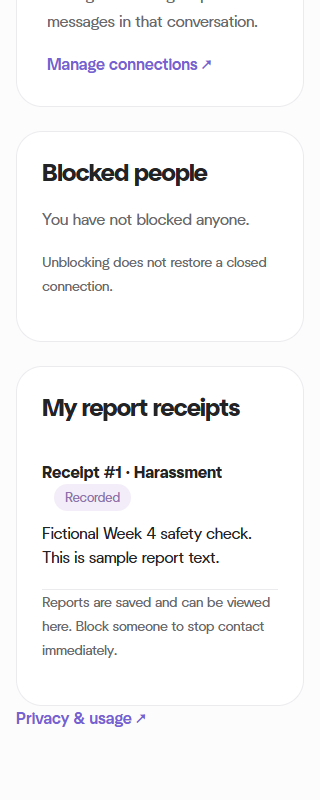 messages in that conversation.
Manage connections ↗
Blocked people
You have not blocked anyone.
Unblocking does not restore a closed
connection.
My report receipts
Receipt #1 · Harassment
Recorded
Fictional Week 4 safety check.
This is sample report text.
Reports are saved and can be viewed
here. Block someone to stop contact
immediately.
Privacy & usage ↗